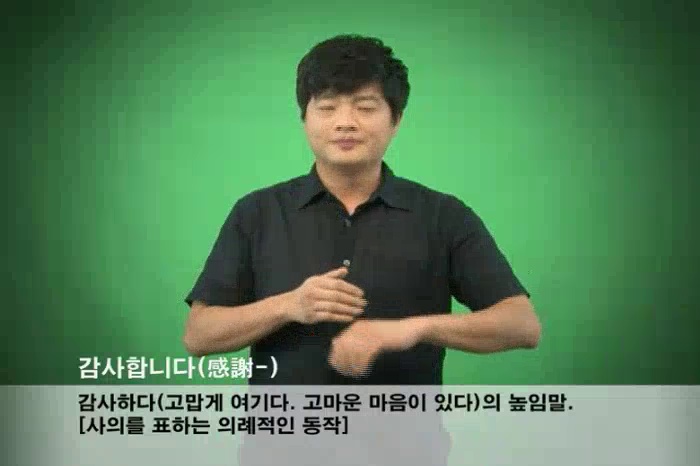 감사합니다(感謝-)
감사하다(고맙게 여기다. 고마운 마음이 있다)의 높임말.
[사의를 표하는 의례적인 동작]